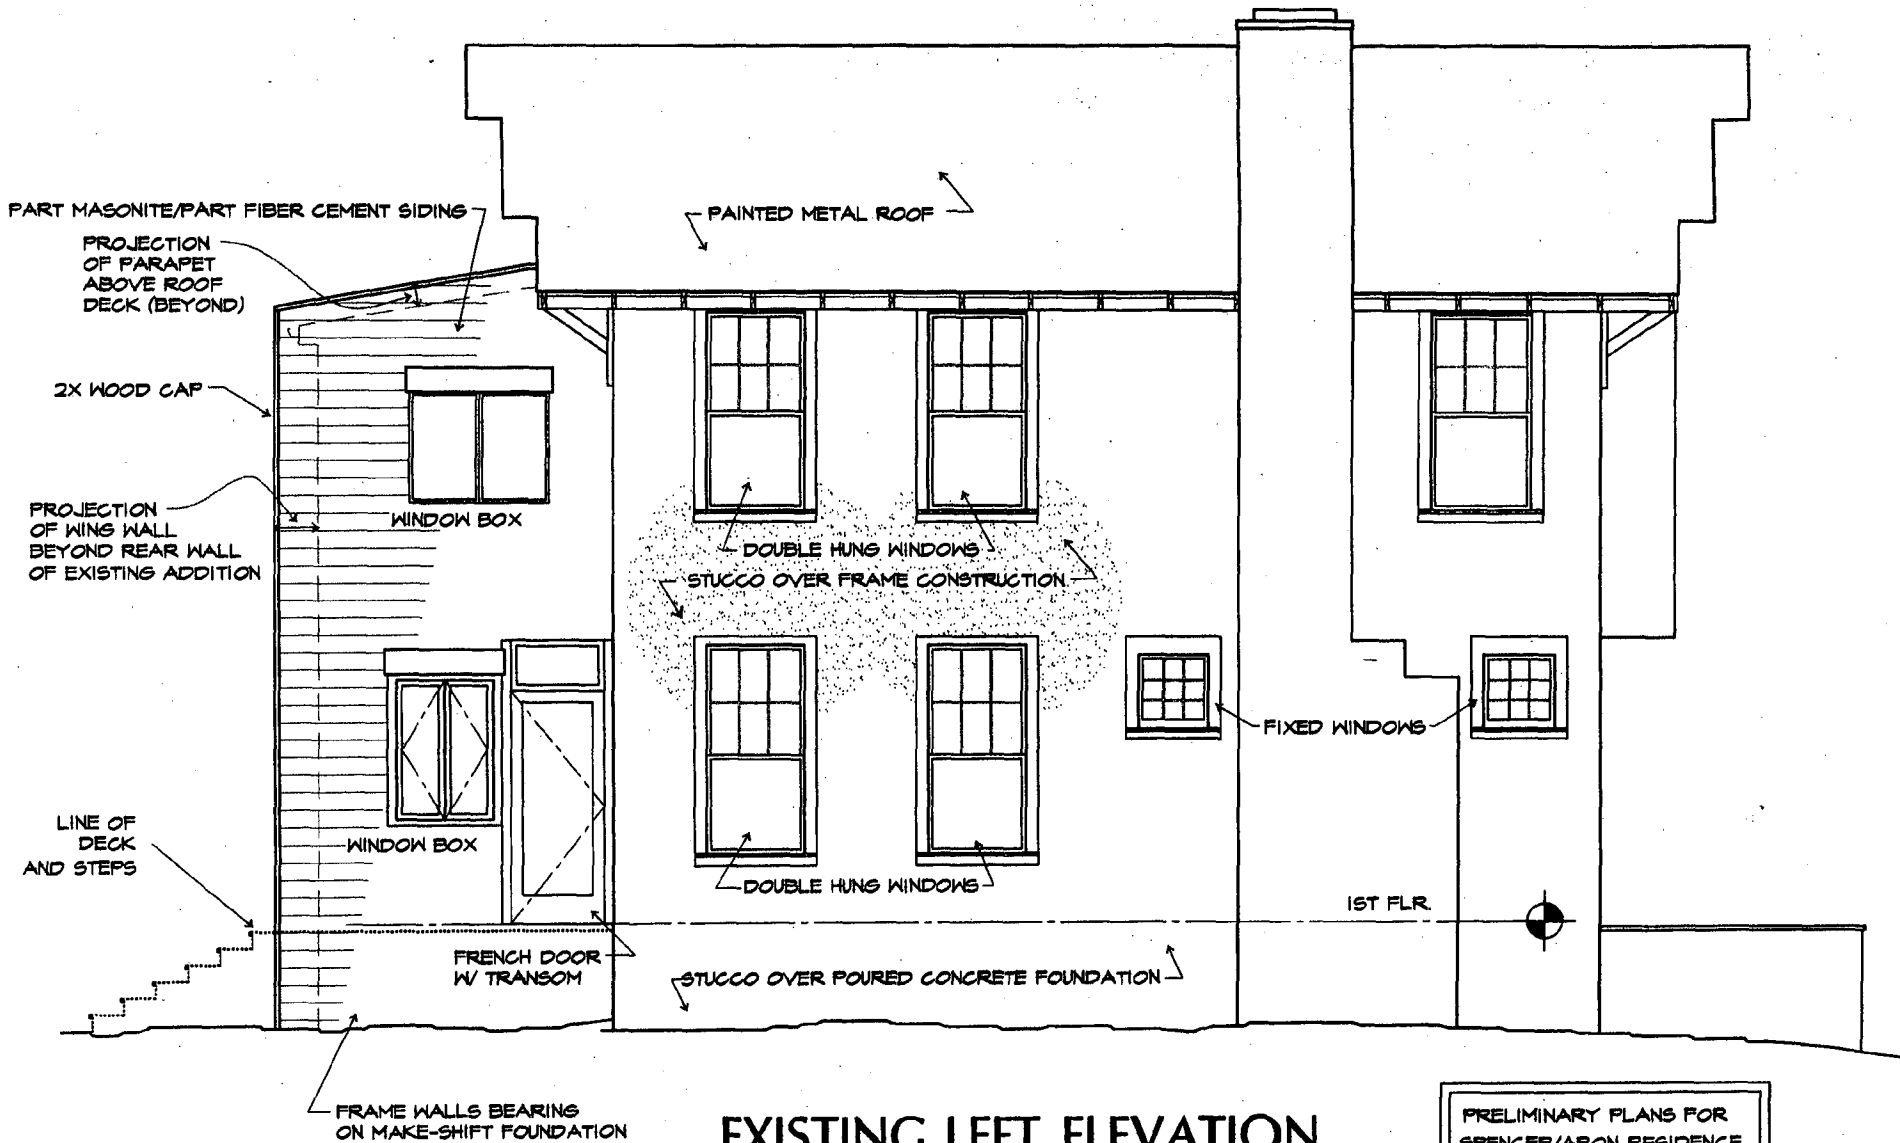 PART MASONITE/PART FIBER CEMENT SIDING
PROJECTION
OF PARAPET
ABOVE ROOF
DECK (BEYOND)
PAINTED METAL ROOF
2X WOOD CAP
PROJECTION
OF WING WALL
BEYOND REAR WALL
OF EXISTING ADDITION
WINDOW BOX
DOUBLE HUNG WINDOWS
STUCCO OVER FRAME CONSTRUCTION
FIXED WINDOWS
LINE OF
DECK
AND STEPS
WINDOW BOX
DOUBLE HUNG WINDOWS
1ST FLR.
FRENCH DOOR
W/ TRANSOM
STUCCO OVER POURED CONCRETE FOUNDATION
FRAME WALLS BEARING
ON MAKE-SHIFT FOUNDATION
EXISTING LEFT ELEVATION
PRELIMINARY PLANS FOR
SPENCER/ARON RESIDENCE